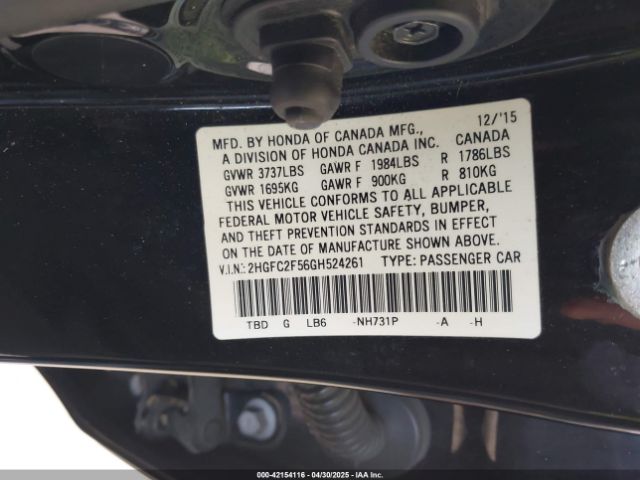 12/'15
MFD. BY HONDA OF CANADA MFG.,
A DIVISION OF HONDA CANADA INC. CANADA
GVWR 3737LBS GAWR F 1984LBS R 1786LBS
GVWR 1695KG GAWR F 900KG R 810KG
THIS VEHICLE CONFORMS TO ALL APPLICABLE
FEDERAL MOTOR VEHICLE SAFETY, BUMPER,
AND THEFT PREVENTION STANDARDS IN EFFECT
ON THE DATE OF MANUFACTURE SHOWN ABOVE.
V.I.N.: 2HGFC2F56GH524261 TYPE: PASSENGER CAR
TBD G LB6 -NH731P -A -H
000-42154116 - 04/30/2025 - IAA Inc.